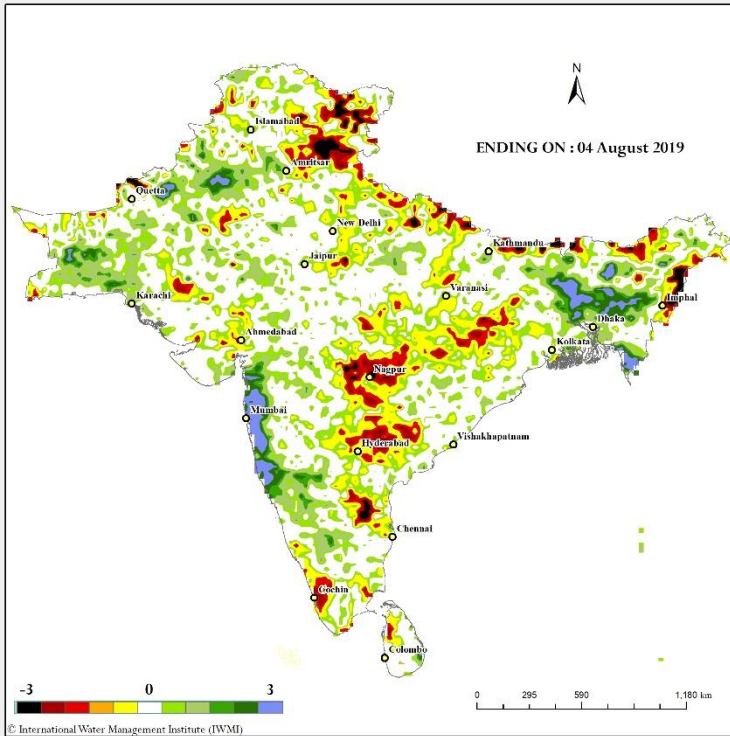 N
ENDING ON : 04 August 2019
Islamabad
Amritsar
Quetta
New Delhi
Kathmandu
Jaipur
Varanasi
Karachi
Imphal
Dhaka
Ahmedabad
Kolkata
Nagpur
Mumbai
Vishakhapatnam
Hyderabad
Chennai
Cochin
Colombo
-3 0 3
0 295 590 1,180 km
© International Water Management Institute (IWMI)